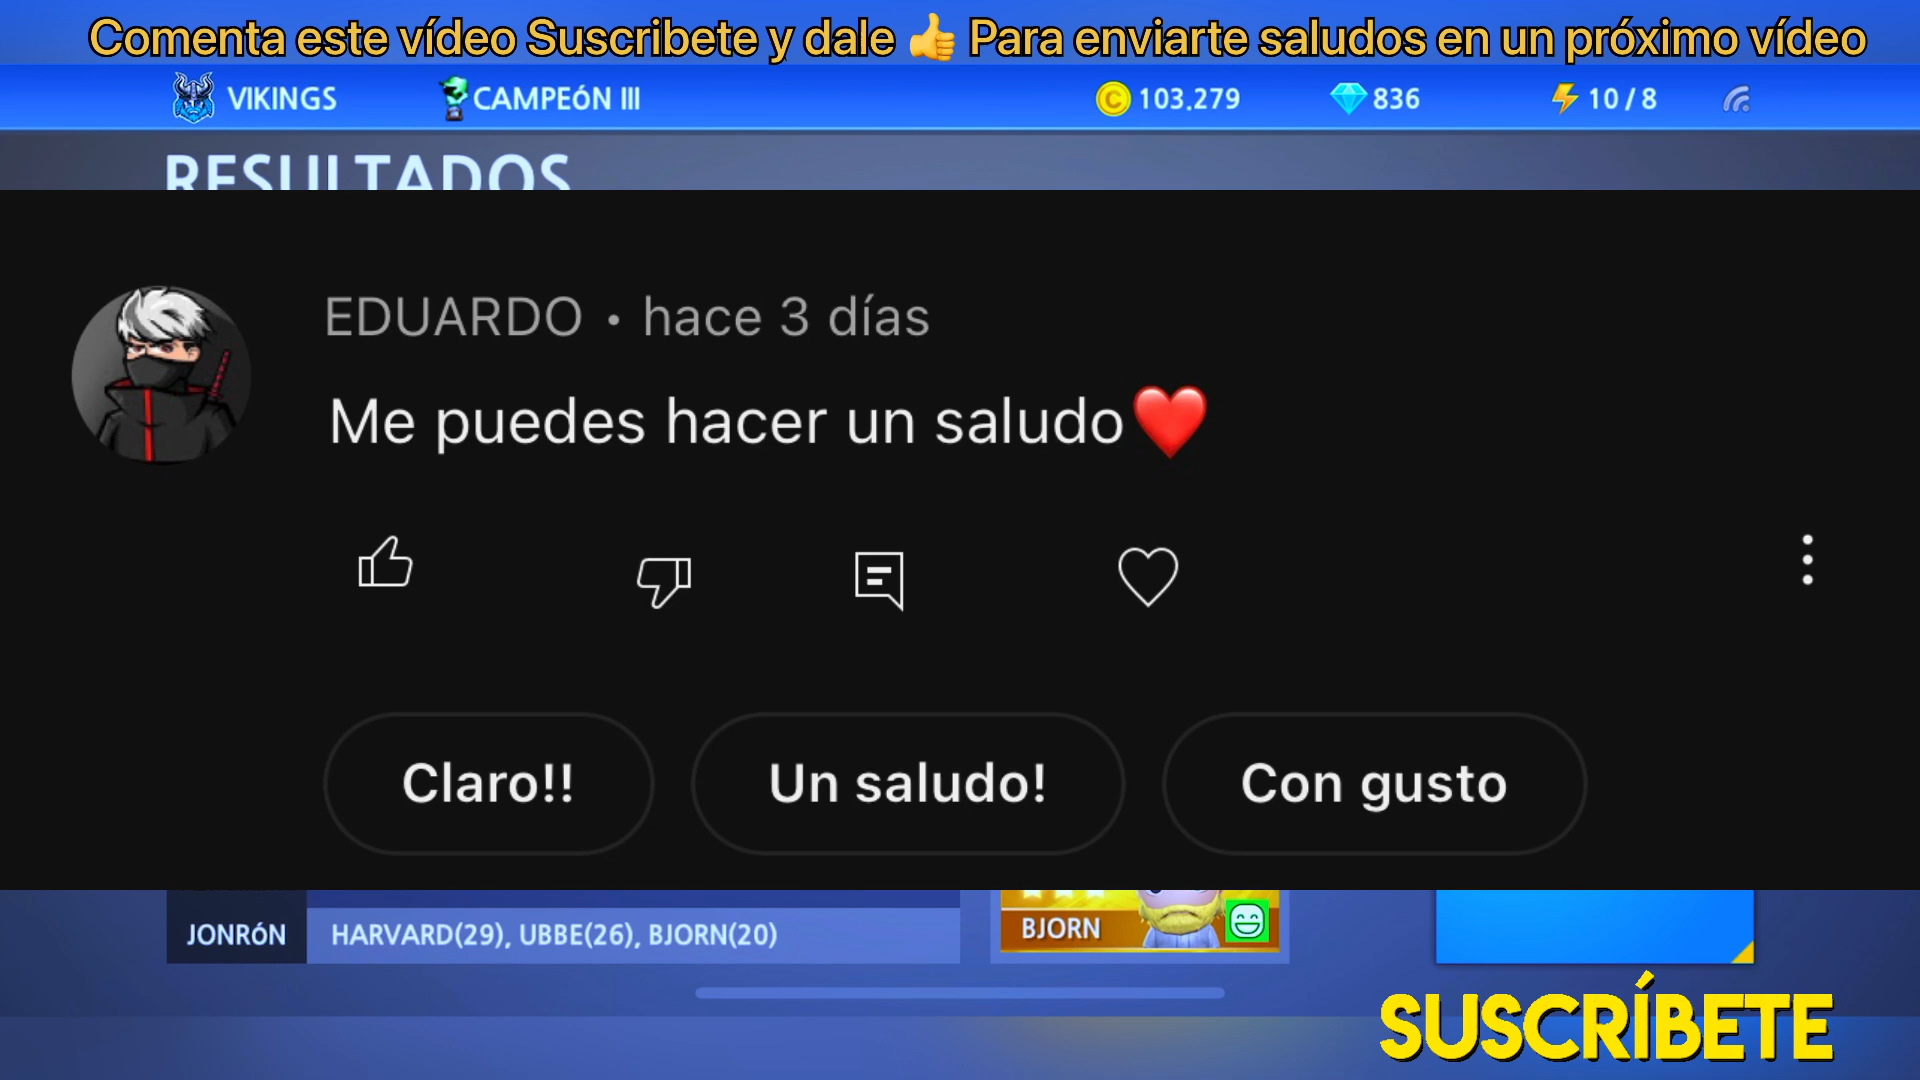 Comenta este vídeo Suscribete y dale 👍 Para enviarte saludos en un próximo vídeo
VIKINGS CAMPEóN III 103,279 836 10/8
RESULTADOS
EDUARDO • hace 3 días
Me puedes hacer un saludo❤️
Claro!! Un saludo! Con gusto
JONRóN HARVARD(29), UBBE(26), BJORN(20) BJORN
SUSCRÍBETE